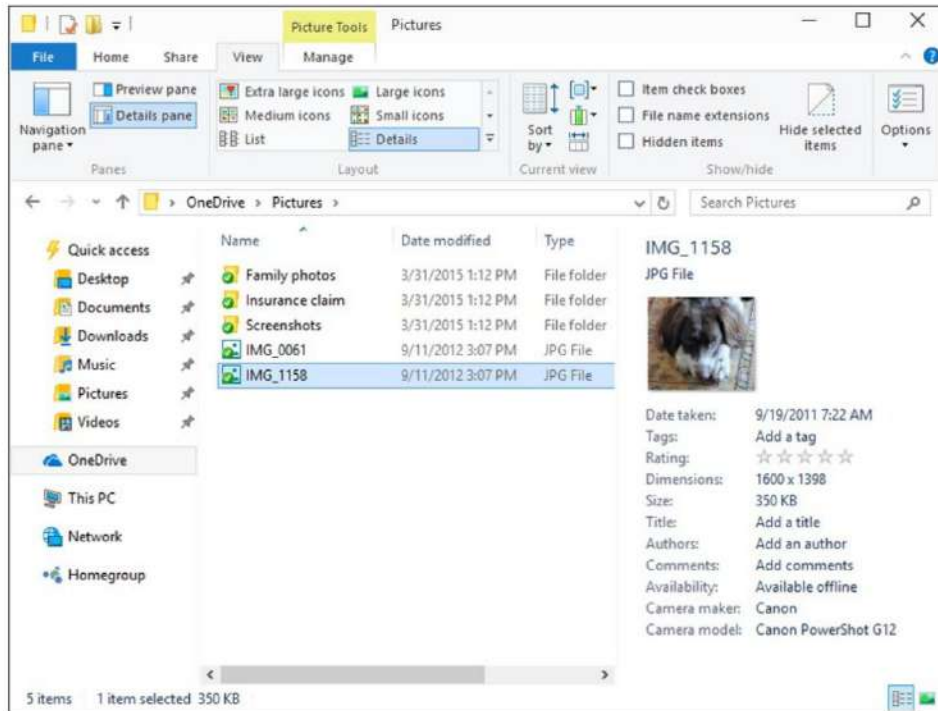 Picture Tools Pictures
File Home Share View Manage
Navigation pane
Preview pane
Details pane
Panes
Extra large icons Large icons
Medium icons Small icons
List Details
Layout
Sort by
Current view
Item check boxes
File name extensions
Hidden items
Hide selected items
Show/hide
Options
OneDrive > Pictures >
Search Pictures
Quick access
Desktop
Documents
Downloads
Music
Pictures
Videos
OneDrive
This PC
Network
Homegroup
Name Date modified Type
Family photos 3/31/2015 1:12 PM File folder
Insurance claim 3/31/2015 1:12 PM File folder
Screenshots 3/31/2015 1:12 PM File folder
IMG_0061 9/11/2012 3:07 PM JPG File
IMG_1158 9/11/2012 3:07 PM JPG File
IMG_1158
JPG File
Date taken: 9/19/2011 7:22 AM
Tags: Add a tag
Rating:
Dimensions: 1600 x 1398
Size: 350 KB
Title: Add a title
Authors: Add an author
Comments: Add comments
Availability: Available offline
Camera maker: Canon
Camera model: Canon PowerShot G12
5 items 1 item selected 350 KB